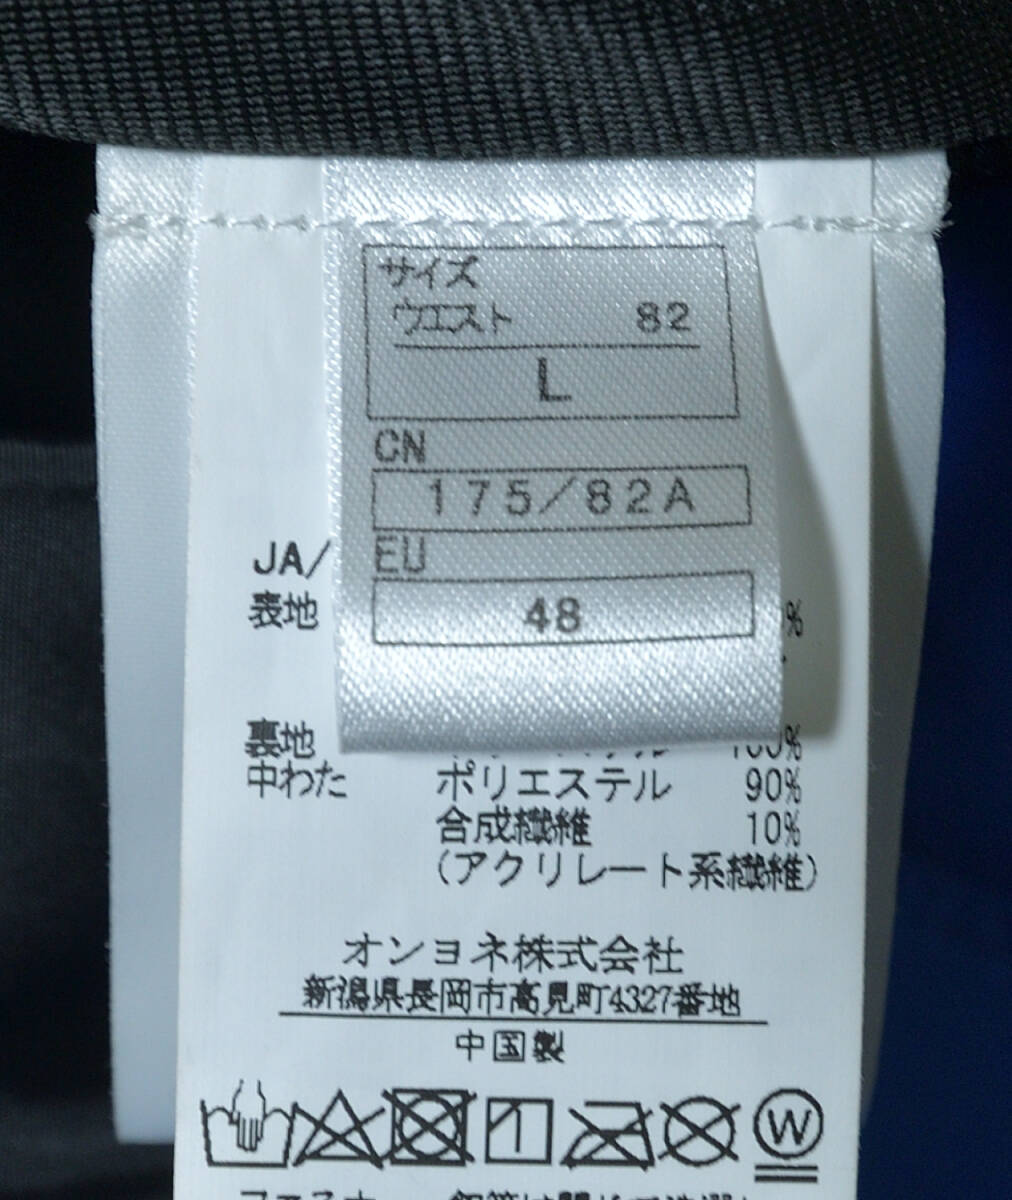 サイズ
ウエスト 82
L
CN
175/82A
EU
48
JA/
表地 %
裏地 100%
中わた ポリエステル 90%
合成繊維 10%
(アクリレート系繊維)
オンヨネ株式会社
新潟県長岡市高見町4327番地
中国製
W